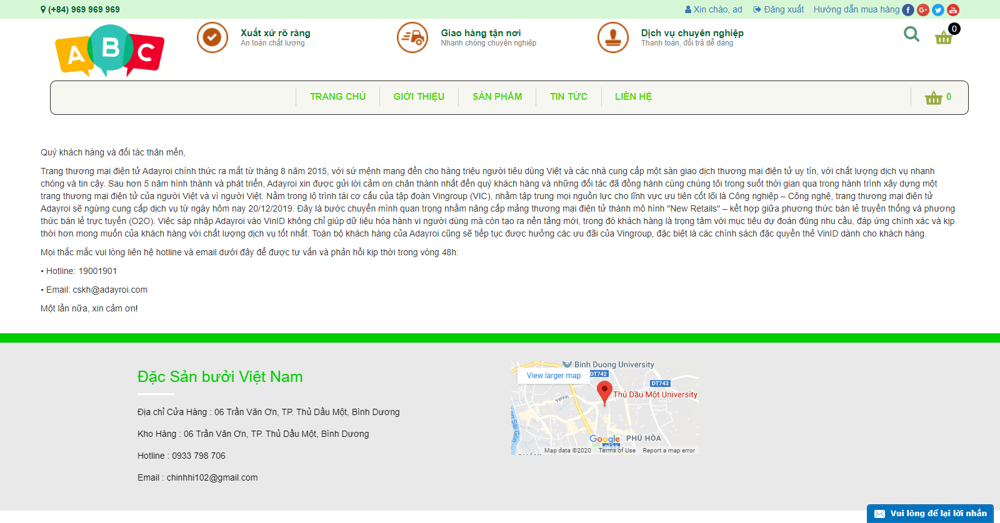 (+84) 969 969 969
Xin chào, ad Đăng xuất Hướng dẫn mua hàng
ABC
Xuất xứ rõ ràng
An toàn chất lượng
Giao hàng tận nơi
Nhanh chóng chuyên nghiệp
Dịch vụ chuyên nghiệp
Thanh toán, đổi trả dễ dàng
0
TRANG CHỦ GIỚI THIỆU SẢN PHẨM TIN TỨC LIÊN HỆ 0
Quý khách hàng và đối tác thân mến,
Trang thương mại điện tử Adayroi chính thức ra mắt từ tháng 8 năm 2015, với sứ mệnh mang đến cho hàng triệu người tiêu dùng Việt và các nhà cung cấp một sàn giao dịch thương mại điện tử uy tín, với chất lượng dịch vụ nhanh
chóng và tin cậy. Sau hơn 5 năm hình thành và phát triển, Adayroi xin được gửi lời cảm ơn chân thành nhất đến quý khách hàng và những đối tác đã đồng hành cùng chúng tôi trong suốt thời gian qua trong hành trình xây dựng một
trang thương mại điện tử của người Việt và vì người Việt. Nằm trong lộ trình tái cơ cấu của tập đoàn Vingroup (VIC), nhằm tập trung mọi nguồn lực cho lĩnh vực ưu tiên cốt lõi là Công nghiệp – Công nghệ, trang thương mại điện tử
Adayroi sẽ ngừng cung cấp dịch vụ từ ngày hôm nay 20/12/2019. Đây là bước chuyển mình quan trọng nhằm nâng cấp mảng thương mại điện tử thành mô hình "New Retails" – kết hợp giữa phương thức bán lẻ truyền thống và phương
thức bán lẻ trực tuyến (O2O). Việc sáp nhập Adayroi vào VinID không chỉ giúp dữ liệu hóa hành vi người dùng mà còn tạo ra nền tảng mới, trong đó khách hàng là trọng tâm với mục tiêu dự đoán đúng nhu cầu, đáp ứng chính xác và kịp
thời hơn mong muốn của khách hàng với chất lượng dịch vụ tốt nhất. Toàn bộ khách hàng của Adayroi cũng sẽ tiếp tục được hưởng các ưu đãi của Vingroup, đặc biệt là các chính sách đặc quyền thẻ VinID dành cho khách hàng.
Mọi thắc mắc vui lòng liên hệ hotline và email dưới đây để được tư vấn và phản hồi kịp thời trong vòng 48h:
• Hotline: 19001901
• Email: cskh@adayroi.com
Một lần nữa, xin cảm ơn!
Đặc Sản bưởi Việt Nam
Địa chỉ Cửa Hàng : 06 Trần Văn Ơn, TP. Thủ Dầu Một, Bình Dương
Kho Hàng : 06 Trần Văn Ơn, TP. Thủ Dầu Một, Bình Dương
Hotline : 0933 798 706
Email : chinhhi102@gmail.com
Binh Duong University
View larger map
DT742
DT743
Thủ Dầu Một University
Yersin
Sài Gòn
Google
PHÚ HÒA
Map data ©2020 Terms of Use Report a map error
Vui lòng để lại lời nhắn